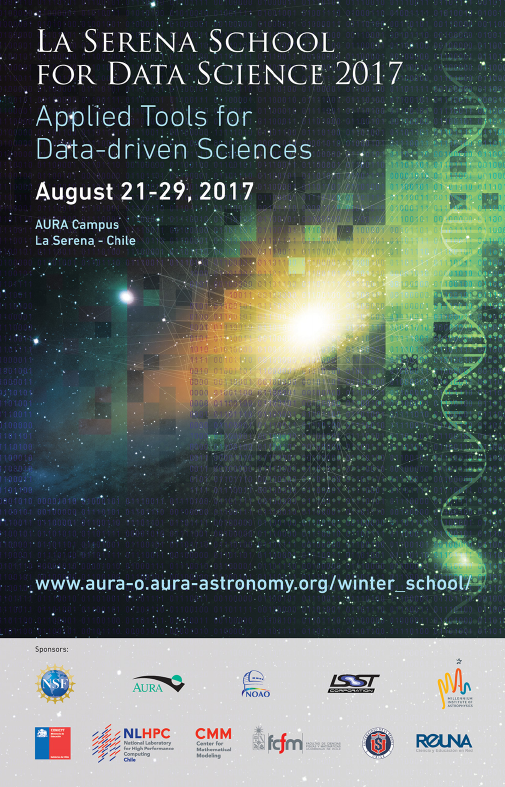 LA SERENA SCHOOL
FOR DATA SCIENCE 2017
Applied Tools for
Data-driven Sciences
August 21-29, 2017
AURA Campus
La Serena - Chile
www.aura-o.aura-astronomy.org/winter_school/
Sponsors:
NSF
AURA
NOAO
LSST
CORPORATION
MILLENNIUM
INSTITUTE OF
ASTROPHYSICS
CONICYT
NLHPC
National Laboratory
for High Performance
Computing
Chile
CMM
Center for
Mathematical
Modeling
fcfm
REUNA